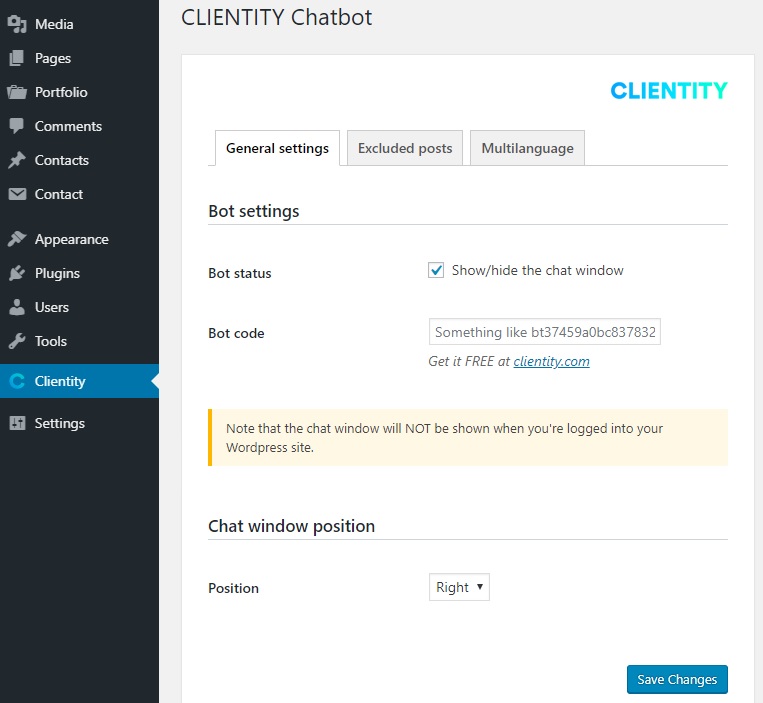 Media
Pages
Portfolio
Comments
Contacts
Contact
Appearance
Plugins
Users
Tools
Clientity
Settings
CLIENTITY Chatbot
CLIENTITY
General settings
Excluded posts
Multilanguage
Bot settings
Bot status
Show/hide the chat window
Bot code
Something like bt37459a0bc837832
Get it FREE at clientity.com
Note that the chat window will NOT be shown when you're logged into your
Wordpress site.
Chat window position
Position
Right
Save Changes